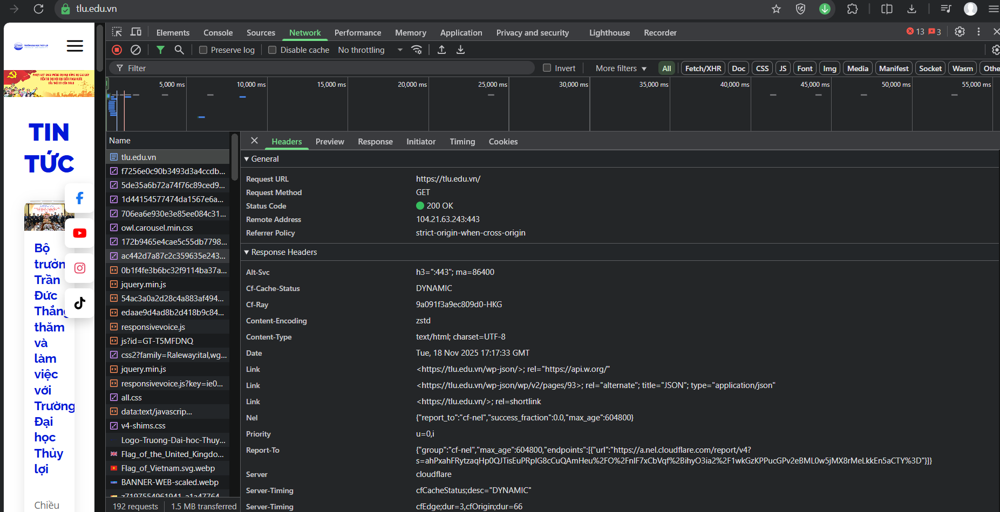 tlu.edu.vn
Elements Console Sources Network Performance Memory Application Privacy and security Lighthouse Recorder 13 3
Preserve log Disable cache No throttling
Filter Invert More filters All Fetch/XHR Doc CSS JS Font Img Media Manifest Socket Wasm Othe
5,000 ms 10,000 ms 15,000 ms 20,000 ms 25,000 ms 30,000 ms 35,000 ms 40,000 ms 45,000 ms 50,000 ms 55,000 ms
TIN
TỨC
Bộ
trưởn
Trần
Đức
Thắng
thăm
và
làm
việc
với
Trường
Đại
học
Thủy
lợi
Chiều
Name
tlu.edu.vn
f7256e0c90b3493d3a4ccdb...
5de35a6b72a74f76c89ced9...
1d44154577474da1567e6a...
706ea6e930e3e85ee084c31...
owl.carousel.min.css
172b9465e4cae5c55db7798...
ac442d7a87c2c359635e243...
0b1f4fe3b6bc32f9114ba37a...
jquery.min.js
54ac3a0a2d28c4a883af494...
edaae9d4ad8b2d418b9c84...
responsivevoice.js
js?id=GT-T5MFDNQ
css2?family=Raleway:ital,wg...
jquery.min.js
responsivevoice.js?key=ie0...
all.css
data:text/javascrip...
v4-shims.css
Logo-Truong-Dai-hoc-Thuy...
Flag_of_the_United_Kingdo...
Flag_of_Vietnam.svg.webp
BANNER-WEB-scaled.webp
z7197554961941_a1a47764
192 requests 1.5 MB transferred
Headers Preview Response Initiator Timing Cookies
General
Request URL https://tlu.edu.vn/
Request Method GET
Status Code 200 OK
Remote Address 104.21.63.243:443
Referrer Policy strict-origin-when-cross-origin
Response Headers
Alt-Svc h3=":443"; ma=86400
Cf-Cache-Status DYNAMIC
Cf-Ray 9a091f3a9ec809d0-HKG
Content-Encoding zstd
Content-Type text/html; charset=UTF-8
Date Tue, 18 Nov 2025 17:17:33 GMT
Link <https://tlu.edu.vn/wp-json/>; rel="https://api.w.org/"
Link <https://tlu.edu.vn/wp-json/wp/v2/pages/93>; rel="alternate"; title="JSON"; type="application/json"
Link <https://tlu.edu.vn/>; rel=shortlink
Nel {"report_to":"cf-nel","success_fraction":0.0,"max_age":604800}
Priority u=0,i
Report-To {"group":"cf-nel","max_age":604800,"endpoints":[{"url":"https://a.nel.cloudflare.com/report/v4?
s=ahPxahFRytzaqHp0QJTisEuPRpIG8cCuQAmHeu%2FO%2FnIF7xCbVqf%2BihyO3ia2%2F1wkGzKPPucGPv2eBML0w5jMX8rMeLkkEn5aCTY%3D"}]}
Server cloudflare
Server-Timing cfCacheStatus;desc="DYNAMIC"
Server-Timing cfEdge;dur=3,cfOrigin;dur=66